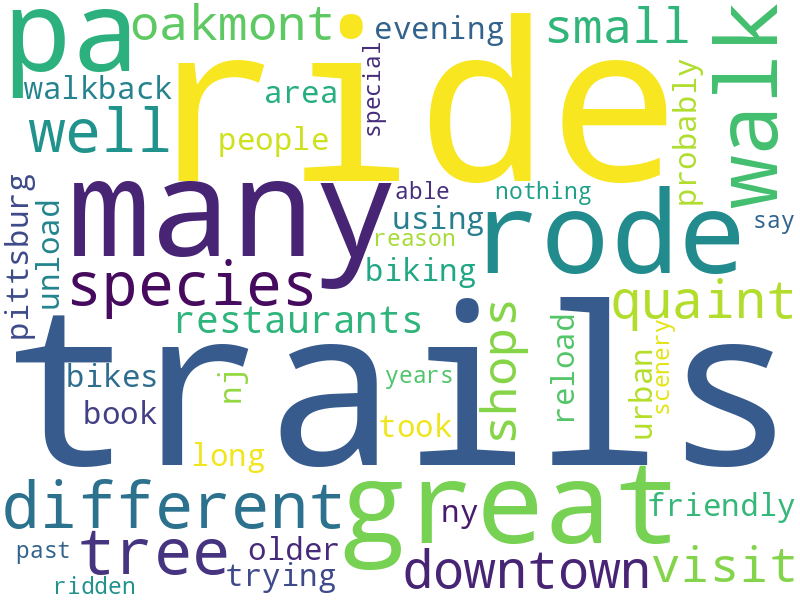 pa
oakmont
evening
small
walk
ride
walkback
area
special
probably
well
people
many
able
nothing
pittsburg
unload
using
rode
say
reason
species
biking
quaint
restaurants
shops
reload
urban
scenery
trails
bikes
nj
years
book
took
long
different
great
ny
friendly
past
tree
older
downtown
visit
trying
ridden